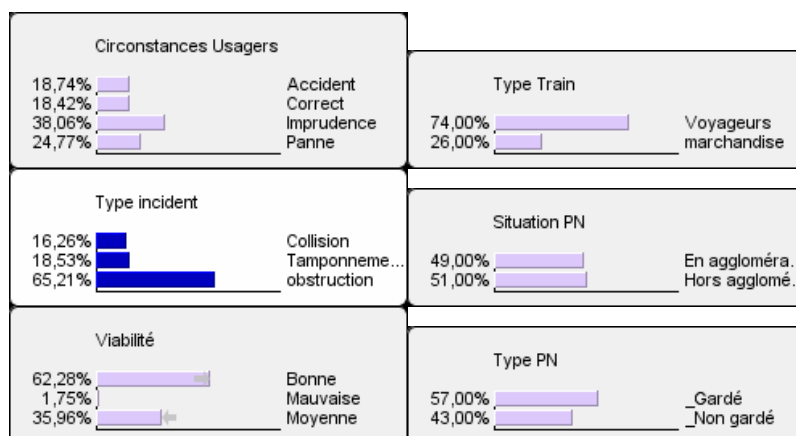 Circonstances Usagers
18,74% Accident
18,42% Correct
38,06% Imprudence
24,77% Panne
Type Train
74,00% Voyageurs
26,00% marchandise
Type incident
16,26% Collision
18,53% Tamponneme...
65,21% obstruction
Situation PN
49,00% En aggloméra.
51,00% Hors agglomé.
Viabilité
62,28% Bonne
1,75% Mauvaise
35,96% Moyenne
Type PN
57,00% _Gardé
43,00% _Non gardé